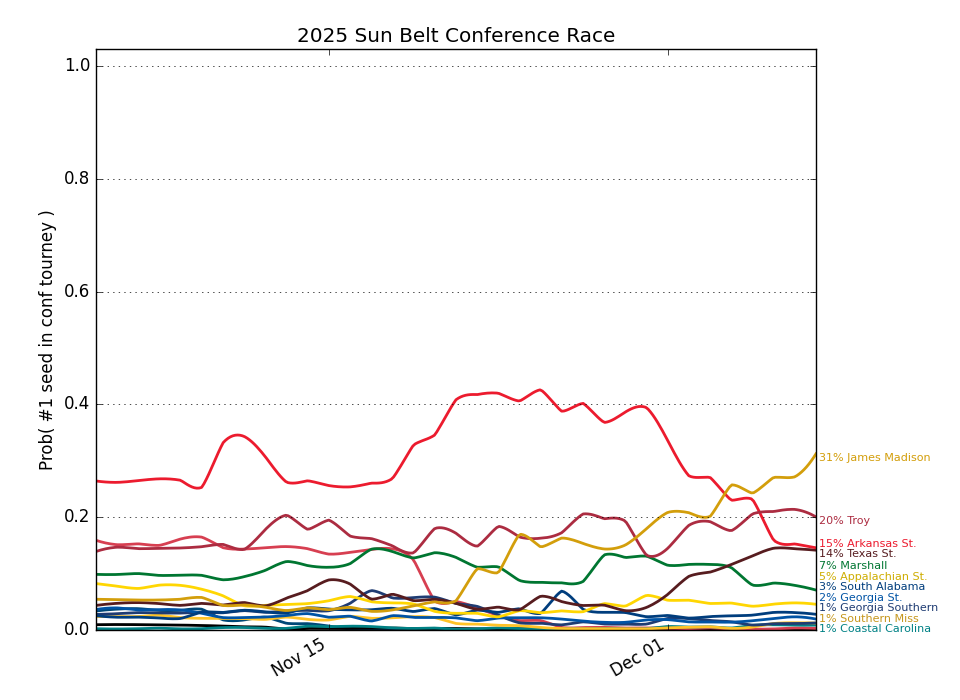 2025 Sun Belt Conference Race
Prob( #1 seed in conf tourney )
1.0
0.8
0.6
0.4
0.2
0.0
Nov 15
Dec 01
31% James Madison
20% Troy
15% Arkansas St.
14% Texas St.
7% Marshall
5% Appalachian St.
3% South Alabama
2% Georgia St.
1% Georgia Southern
1% Southern Miss
1% Coastal Carolina